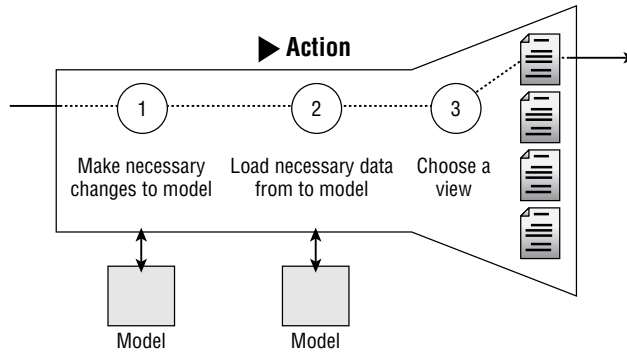 Action
1
2
3
Make necessary
changes to model
Load necessary data
from to model
Choose a
view
Model
Model